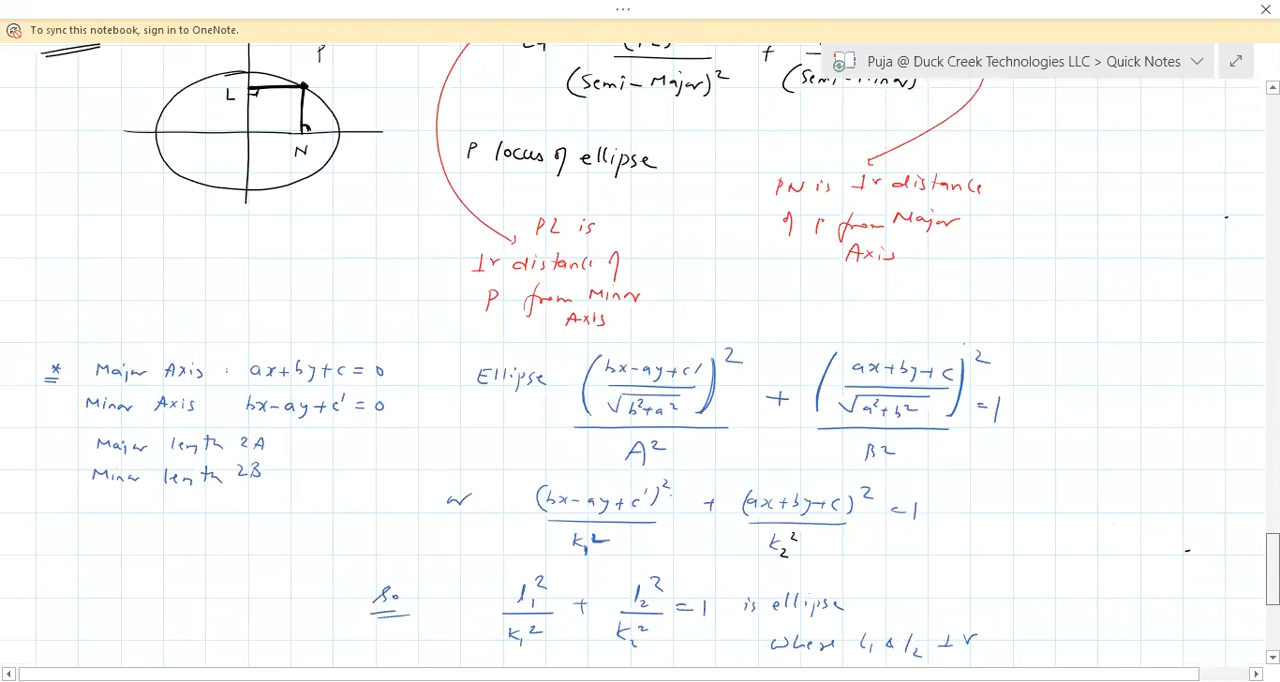 To sync this notebook, sign in to OneNote.
Puja @ Duck Creek Technologies LLC > Quick Notes
P
L
N
(Semi-Major)² + (Semi-Minor)
P locus of ellipse
PN is ⊥r distance
of P from Major
Axis
PL is
⊥r distance of
P from Minor
Axis
* Major Axis : ax+by+c=0
Minor Axis bx-ay+c'=0
Major length 2A
Minor length 2B
Ellipse ((bx-ay+c')/√(b²+a²))²/A² + ((ax+by+c)/√(a²+b²))²/B² = 1
or (bx-ay+c')²/k₁² + (ax+by+c)²/k₂² = 1
So l₁²/k₁² + l₂²/k₂² = 1 is ellipse
where l₁ & l₂ ⊥r